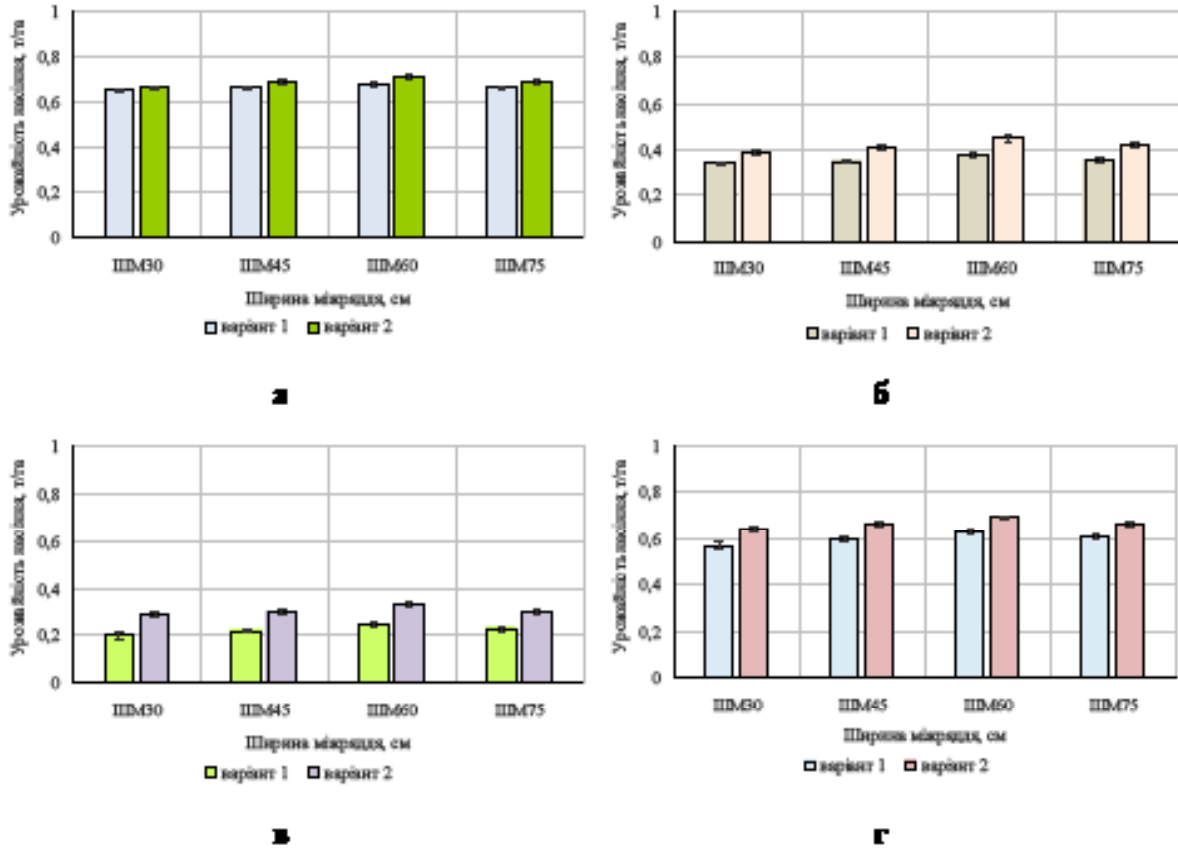 Урожайність насіння, т/га
1
0,8
0,6
0,4
0,2
0
ШМ30 ШМ45 ШМ60 ШМ75
Ширина міжряддя, см
варіант 1 варіант 2
а
Урожайність насіння, т/га
1
0,8
0,6
0,4
0,2
0
ШМ30 ШМ45 ШМ60 ШМ75
Ширина міжряддя, см
варіант 1 варіант 2
б
Урожайність насіння, т/га
1
0,8
0,6
0,4
0,2
0
ШМ30 ШМ45 ШМ60 ШМ75
Ширина міжряддя, см
варіант 1 варіант 2
в
Урожайність насіння, т/га
1
0,8
0,6
0,4
0,2
0
ШМ30 ШМ45 ШМ60 ШМ75
Ширина міжряддя, см
варіант 1 варіант 2
г